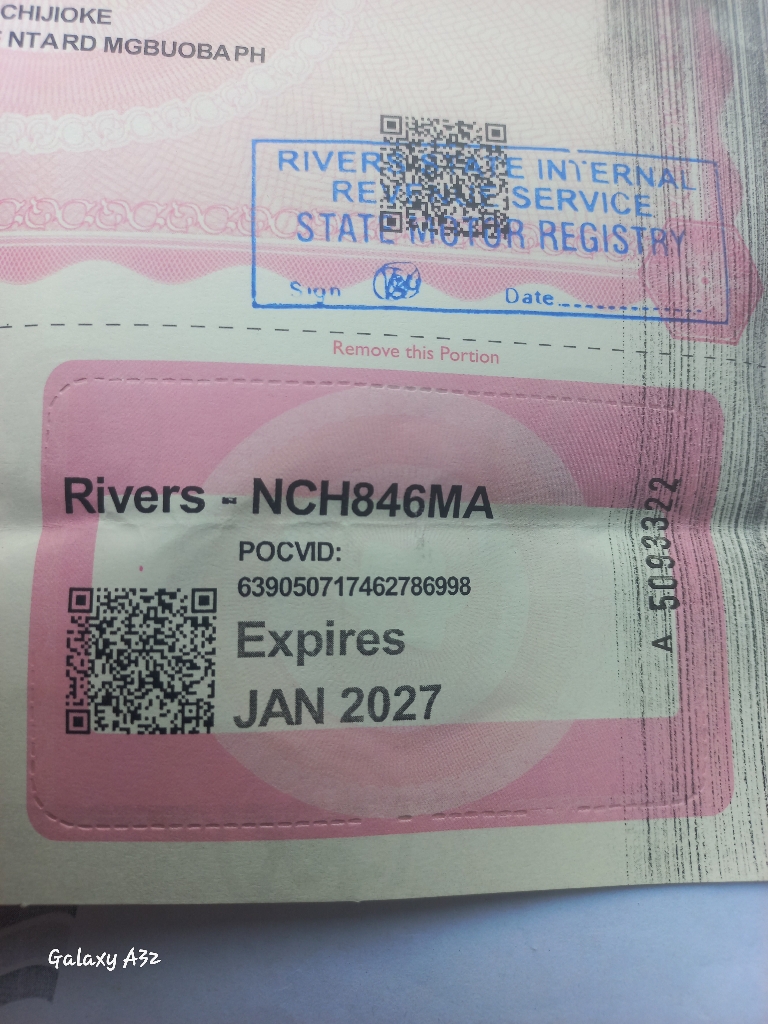 CHIJIOKE
NTARD MGBUOBA PH
RIVERS STATE INTERNAL
REVENUE SERVICE
STATE MOTOR REGISTRY
Sign
Date
Remove this Portion
Rivers - NCH846MA
POCVID:
639050717462786998
Expires
JAN 2027
A 5093322
Galaxy A32